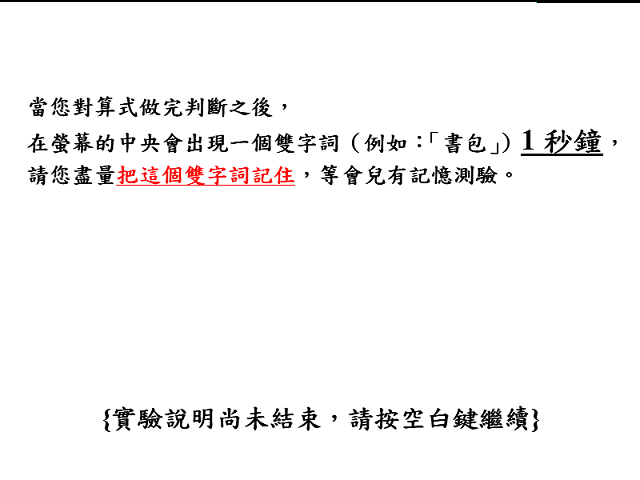 當您對算式做完判斷之後，
在螢幕的中央會出現一個雙字詞（例如：「書包」）1 秒鐘，
請您盡量把這個雙字詞記住，等會兒有記憶測驗。
{實驗說明尚未結束，請按空白鍵繼續}